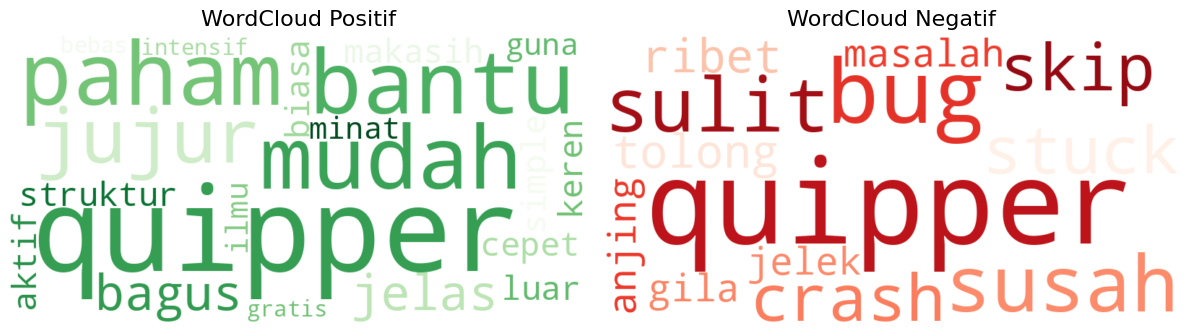 WordCloud Positif
bebas intensif makasih guna
paham biasa bantu
jujur minat mudah simple keren
struktur quipper ilmu cepet
aktif bagus gratis jelas luar
WordCloud Negatif
ribet masalah skip
sulit bug
tolong stuck
anjing quipper
gila jelek crash susah